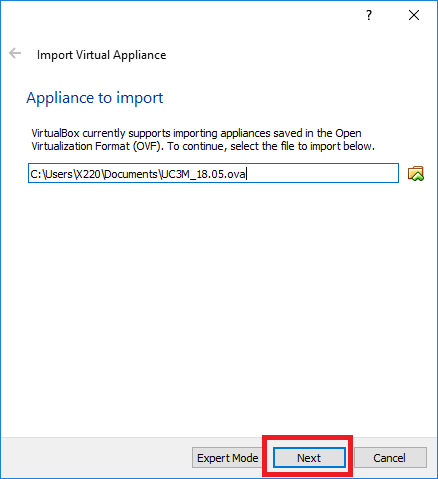 ?
Import Virtual Appliance
Appliance to import
VirtualBox currently supports importing appliances saved in the Open
Virtualization Format (OVF). To continue, select the file to import below.
C:\Users\X220\Documents\UC3M_18.05.ova
Expert Mode Next Cancel